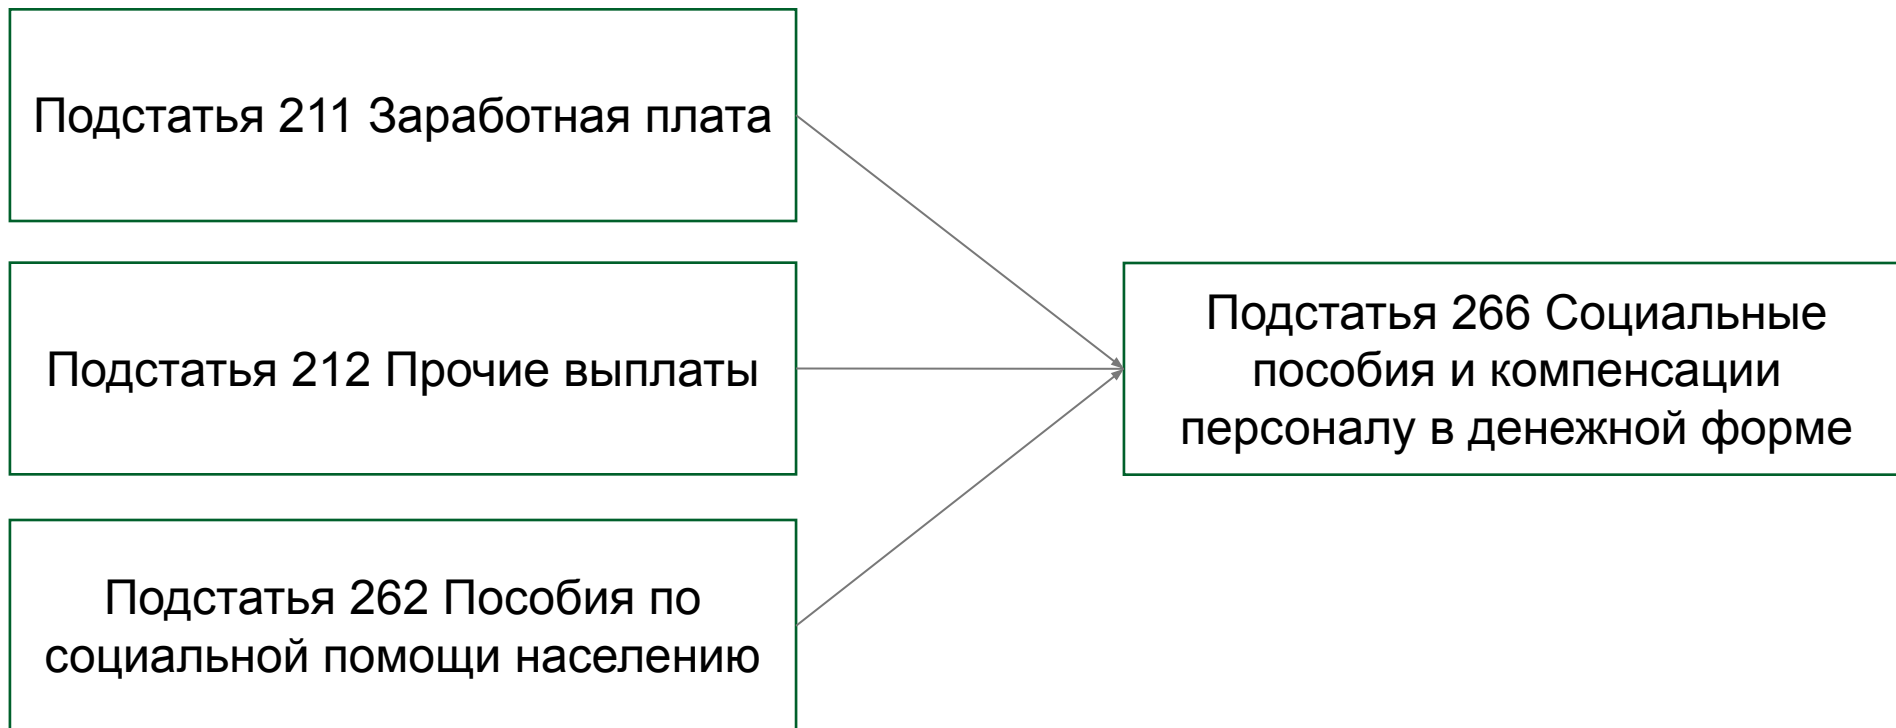 Подстатья 211 Заработная плата
Подстатья 212 Прочие выплаты
Подстатья 262 Пособия по
социальной помощи населению
Подстатья 266 Социальные
пособия и компенсации
персоналу в денежной форме